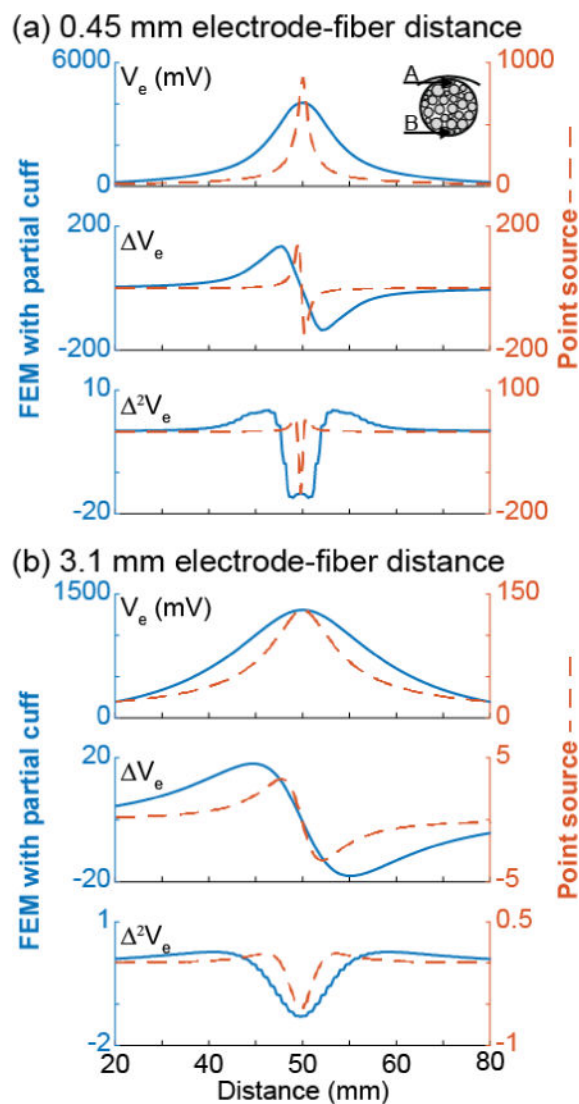 (a) 0.45 mm electrode-fiber distance
6000
Vₑ (mV)
A
B
1000
0
0
200
ΔVₑ
200
-200
-200
10
Δ²Vₑ
100
-20
-200
FEM with partial cuff
Point source
(b) 3.1 mm electrode-fiber distance
1500
Vₑ (mV)
150
0
0
20
ΔVₑ
5
-20
-5
1
Δ²Vₑ
0.5
-2
-1
20 40 50 60 80
Distance (mm)
FEM with partial cuff
Point source